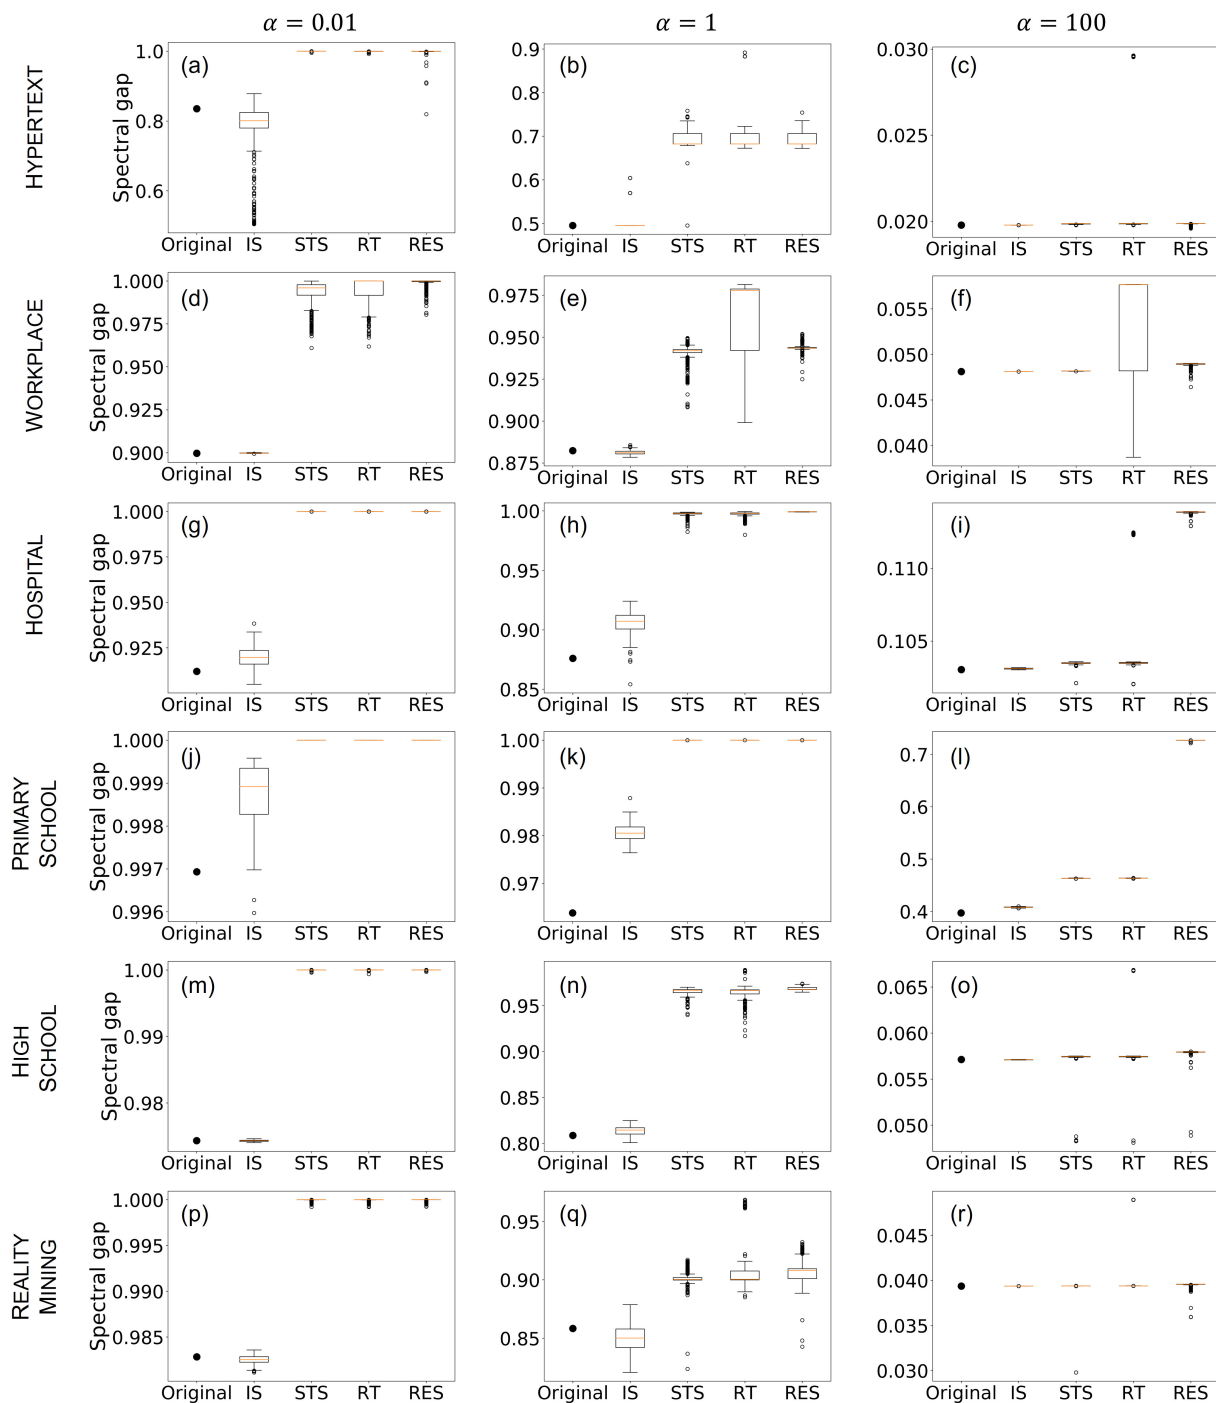 α = 0.01
α = 1
α = 100
HYPERTEXT
Spectral gap
(a)
1.0
0.8
0.6
Original IS STS RT RES
(b)
0.9
0.8
0.7
0.6
0.5
Original IS STS RT RES
(c)
0.030
0.025
0.020
Original IS STS RT RES
WORKPLACE
Spectral gap
(d)
1.000
0.975
0.950
0.925
0.900
Original IS STS RT RES
(e)
0.975
0.950
0.925
0.900
0.875
Original IS STS RT RES
(f)
0.055
0.050
0.045
0.040
Original IS STS RT RES
HOSPITAL
Spectral gap
(g)
1.000
0.975
0.950
0.925
Original IS STS RT RES
(h)
1.00
0.95
0.90
0.85
Original IS STS RT RES
(i)
0.110
0.105
Original IS STS RT RES
PRIMARY
SCHOOL
Spectral gap
(j)
1.000
0.999
0.998
0.997
0.996
Original IS STS RT RES
(k)
1.00
0.99
0.98
0.97
Original IS STS RT RES
(l)
0.7
0.6
0.5
0.4
Original IS STS RT RES
HIGH
SCHOOL
Spectral gap
(m)
1.00
0.99
0.98
Original IS STS RT RES
(n)
0.95
0.90
0.85
0.80
Original IS STS RT RES
(o)
0.065
0.060
0.055
0.050
Original IS STS RT RES
REALITY
MINING
Spectral gap
(p)
1.000
0.995
0.990
0.985
Original IS STS RT RES
(q)
0.95
0.90
0.85
Original IS STS RT RES
(r)
0.045
0.040
0.035
0.030
Original IS STS RT RES